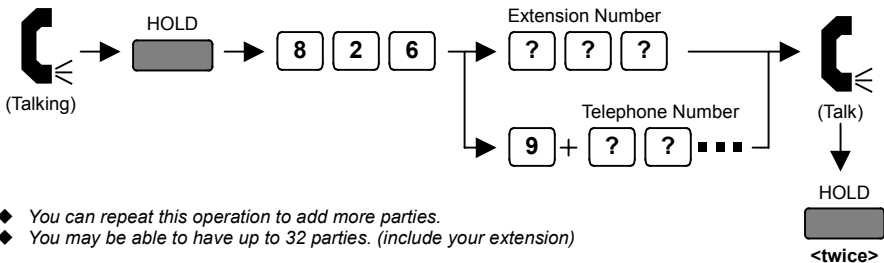 HOLD
Extension Number
8 2 6
? ? ?
(Talking)
(Talk)
Telephone Number
9 + ? ?
HOLD
<twice>
◆ You can repeat this operation to add more parties.
◆ You may be able to have up to 32 parties. (include your extension)